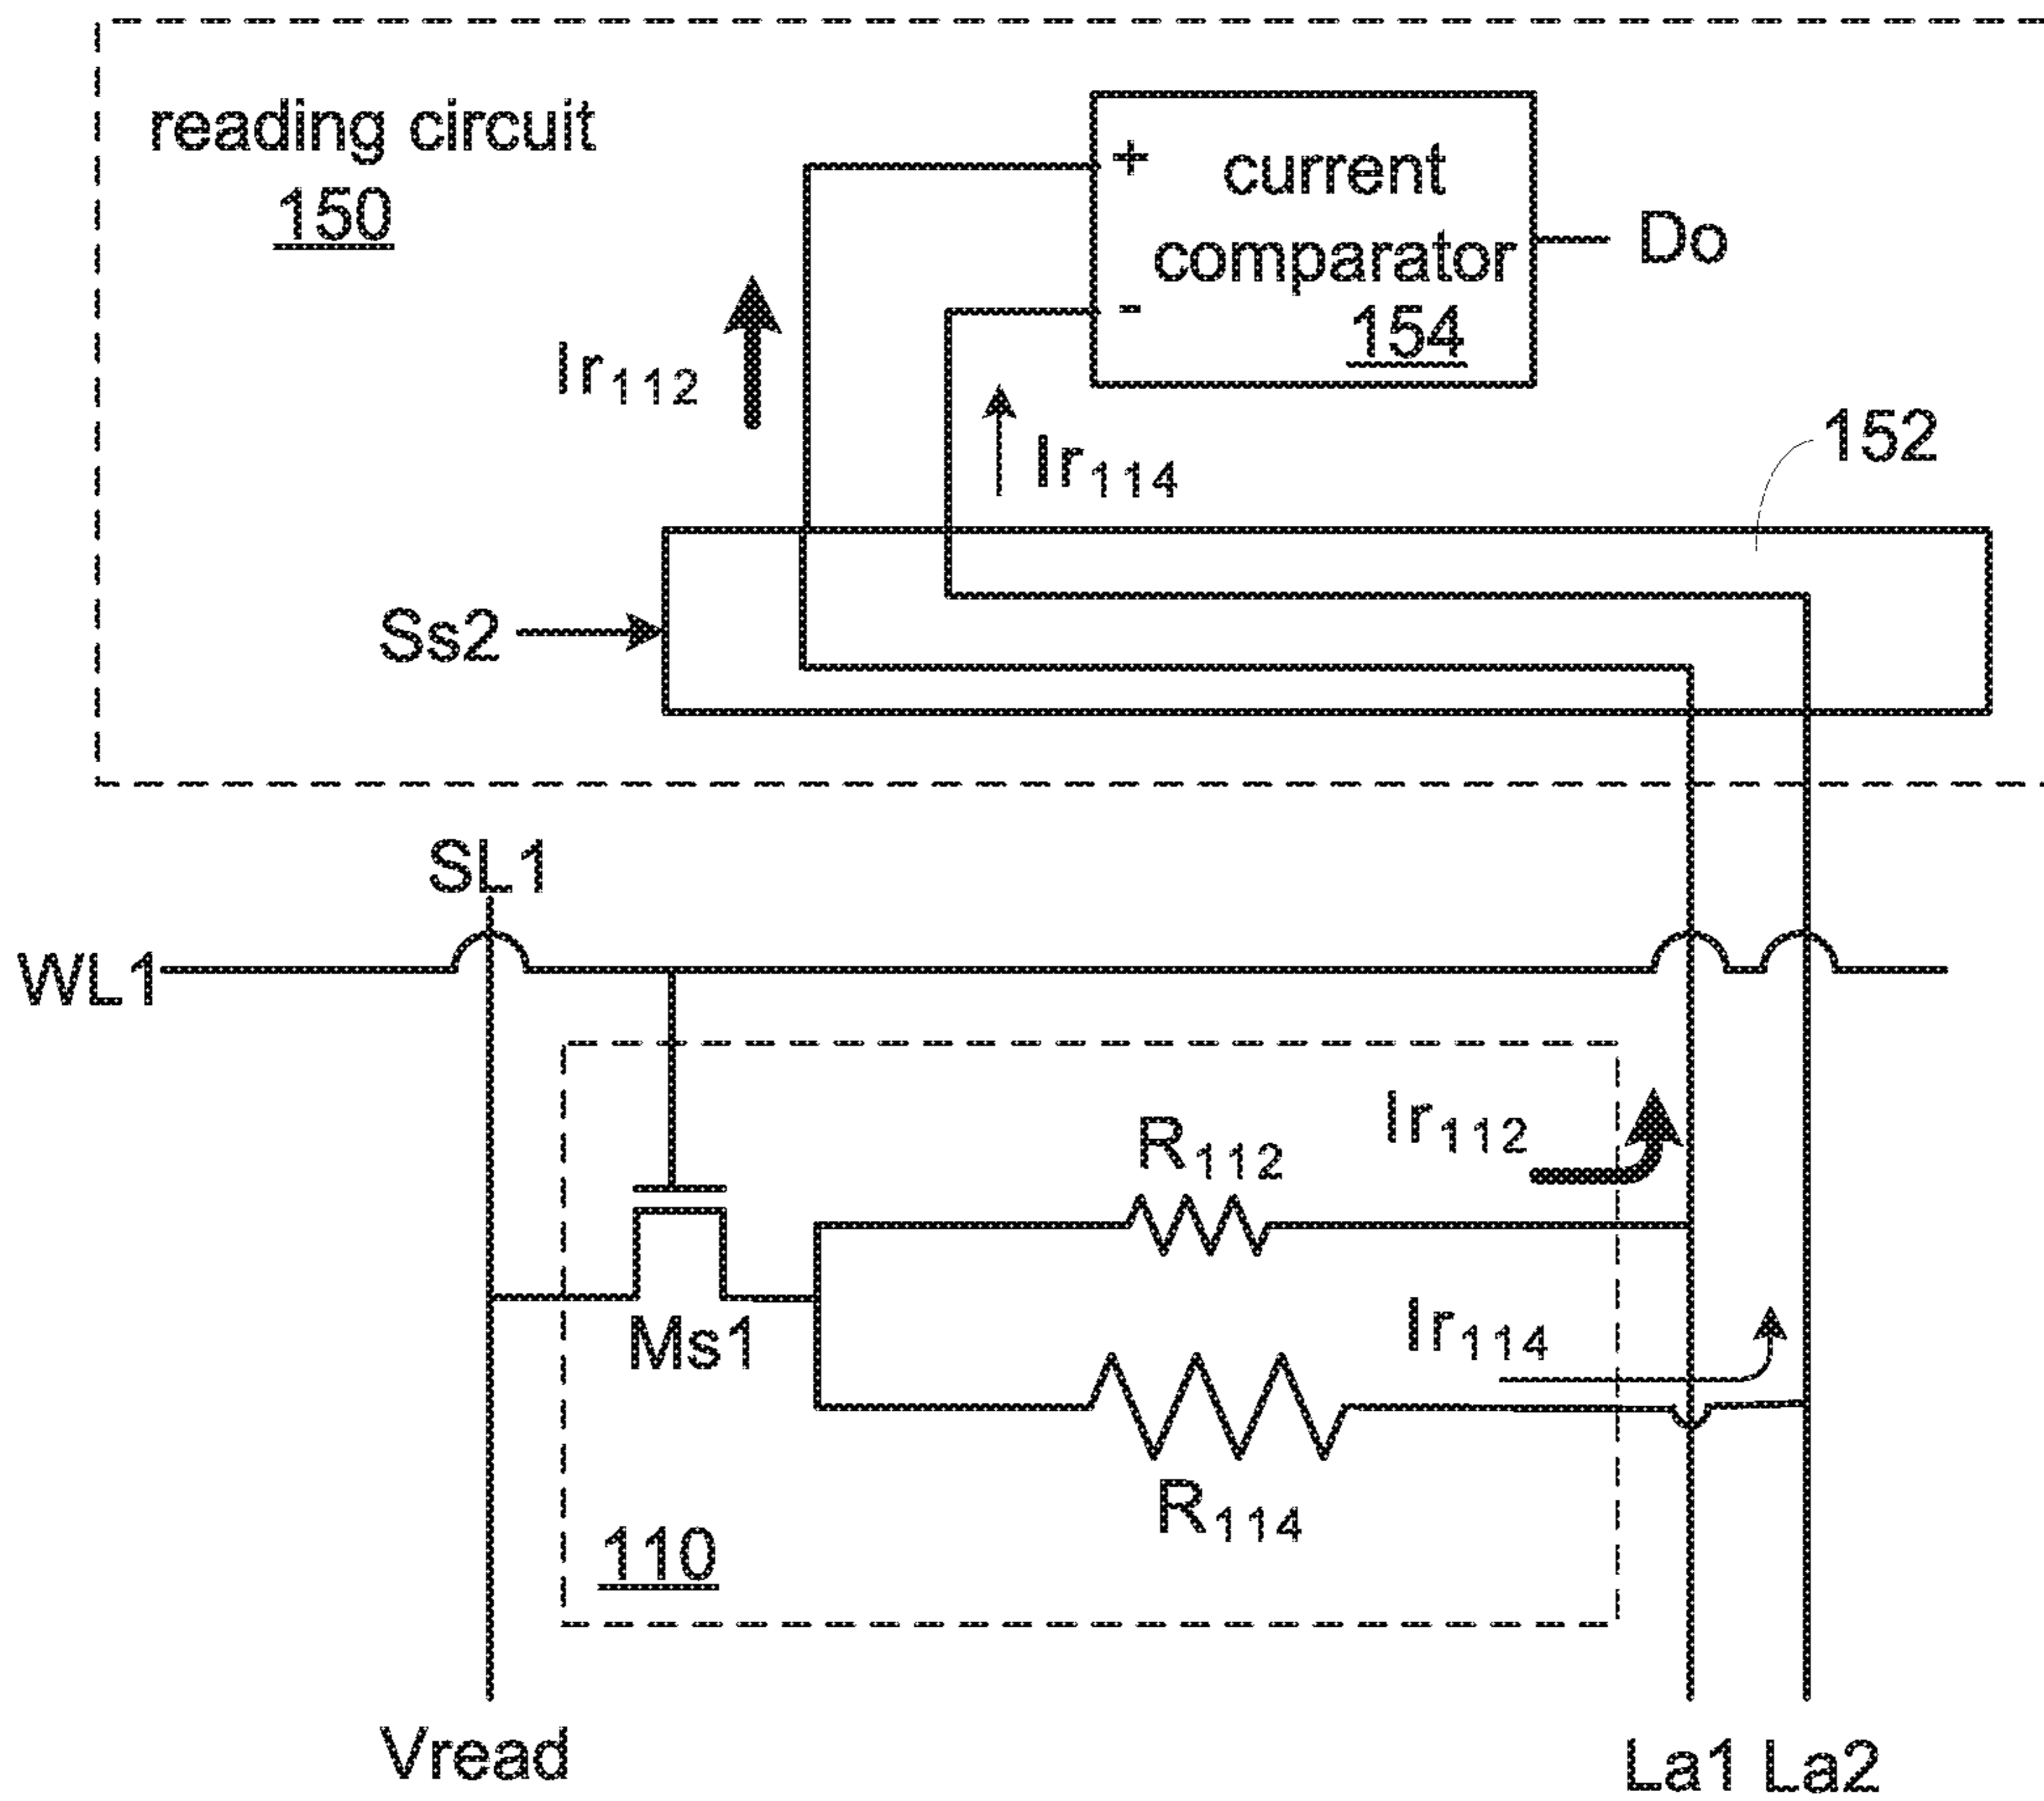 reading circuit
150
+
current
comparator
-
154
Do
Ir112
Ir114
152
Ss2
SL1
WL1
Ir112
R112
Ms1
Ir114
R114
110
Vread
La1 La2